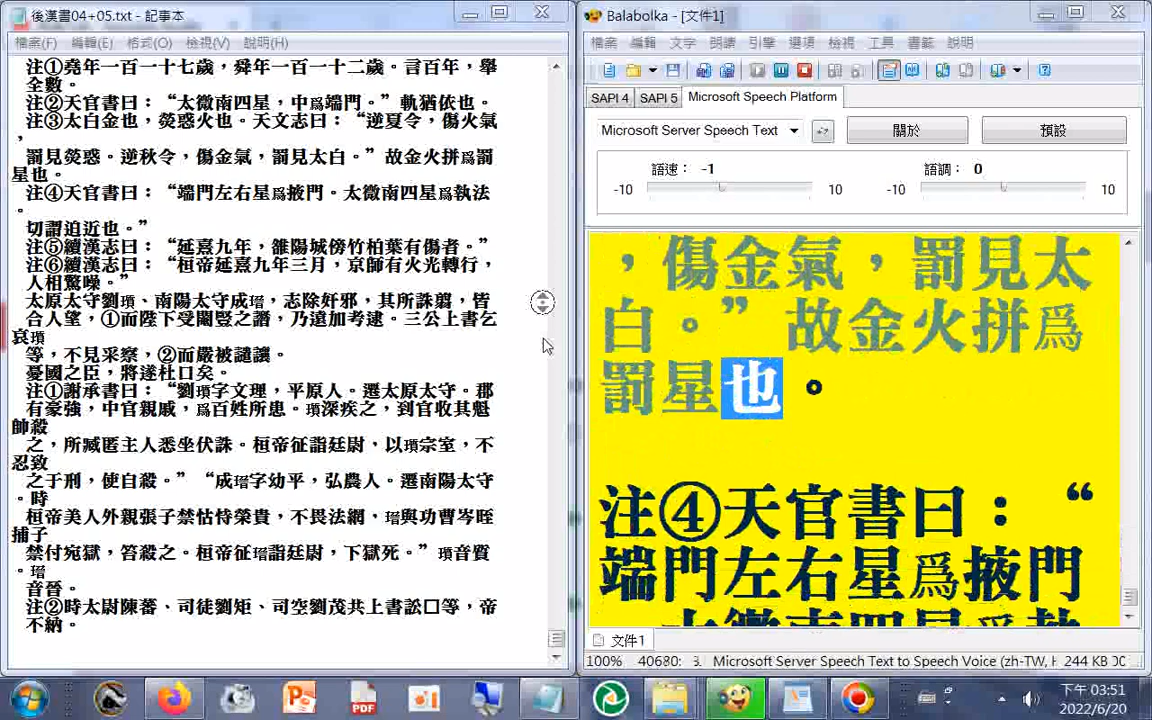 後漢書04+05.txt - 記事本
檔案(F) 編輯(E) 格式(O) 檢視(V) 說明(H)
注①堯年一百一十七歲，舜年一百一十二歲。言百年，舉
全數。
注②天官書曰：“太微南四星，中爲端門。”軌猶依也。
注③太白金也，熒惑火也。天文志曰：“逆夏令，傷火氣
，
罰見熒惑。逆秋令，傷金氣，罰見太白。”故金火拼爲罰
星也。
注④天官書曰：“端門左右星爲掖門。太微南四星爲執法
。
切謂迫近也。”
注⑤續漢志曰：“延熹九年，雒陽城傍竹柏葉有傷者。”
注⑥續漢志曰：“桓帝延熹九年三月，京師有火光轉行，
人相驚噪。”
太原太守劉瓆、南陽太守成瑨，志除奸邪，其所誅翦，皆
合人望，①而陛下受閹豎之譖，乃遠加考逮。三公上書乞
哀瓆
等，不見采察，②而嚴被譴讓。
憂國之臣，將遂杜口矣。
注①謝承書曰：“劉瓆字文理，平原人。遷太原太守。郡
有豪強，中官親戚，爲百姓所患。瓆深疾之，到官收其魁
帥殺
之，所臧匿主人悉坐伏誅。桓帝征詣廷尉，以瓆宗室，不
忍致
之于刑，使自殺。”“成瑨字幼平，弘農人。遷南陽太守
。時
桓帝美人外親張子禁怙恃榮貴，不畏法網，瑨與功曹岑晊
捕子
禁付宛獄，笞殺之。桓帝征瑨詣廷尉，下獄死。”瓆音質
。瑨
音晉。
注②時太尉陳蕃、司徒劉矩、司空劉茂共上書訟囗等，帝
不納。
Balabolka - [文件1]
檔案 編輯 文字 朗讀 引擎 選項 檢視 工具 書籤 說明
SAPI 4 SAPI 5 Microsoft Speech Platform
Microsoft Server Speech Text 關於 預設
語速： -1 語調： 0
-10 10 -10 10
，傷金氣，罰見太
白。”故金火拼爲
罰星也。
注④天官書曰：“
端門左右星爲掖門
。太微南四星爲執
文件1
100% 40680: Microsoft Server Speech Text to Speech Voice (zh-TW, H 244 KB
下午 03:51
2022/6/20